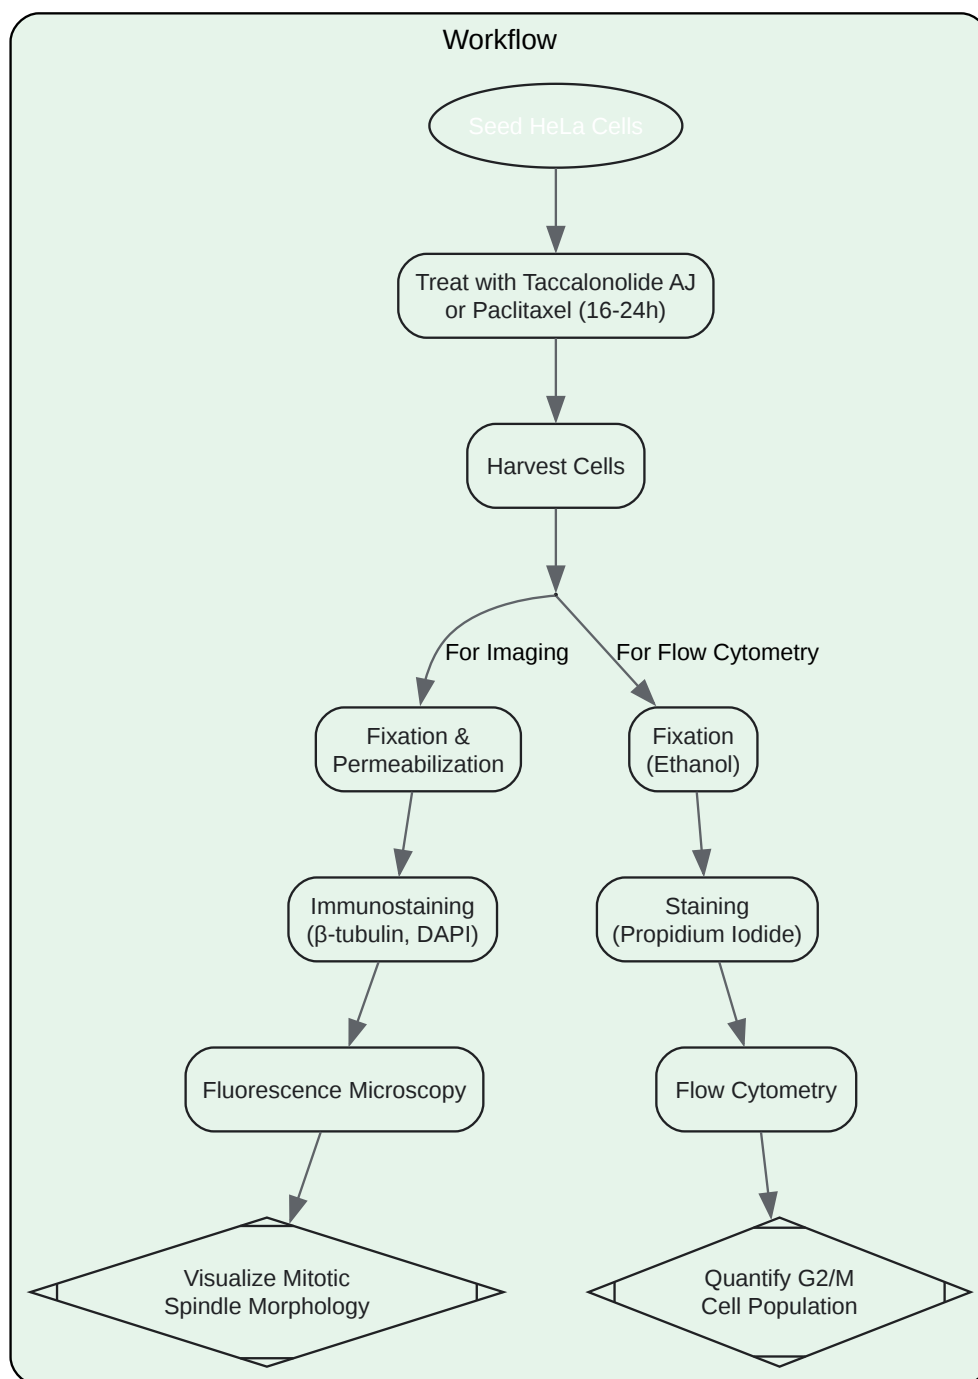 Workflow
Seed HeLa Cells
Treat with Taccalonolide AJ
or Paclitaxel (16-24h)
Harvest Cells
For Imaging
For Flow Cytometry
Fixation &
Permeabilization
Fixation
(Ethanol)
Immunostaining
(β-tubulin, DAPI)
Staining
(Propidium Iodide)
Fluorescence Microscopy
Flow Cytometry
Visualize Mitotic
Spindle Morphology
Quantify G2/M
Cell Population